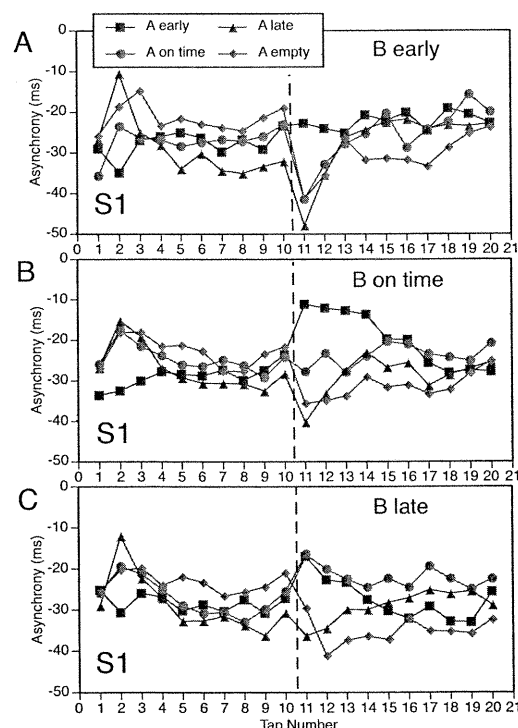 A
A early
A late
A on time
A empty
B early
Asynchrony (ms)
0
-10
-20
-30
-40
-50
S1
0 1 2 3 4 5 6 7 8 9 10 11 12 13 14 15 16 17 18 19 20 21
B
B on time
Asynchrony (ms)
0
-10
-20
-30
-40
-50
S1
0 1 2 3 4 5 6 7 8 9 10 11 12 13 14 15 16 17 18 19 20 21
C
B late
Asynchrony (ms)
0
-10
-20
-30
-40
-50
S1
0 1 2 3 4 5 6 7 8 9 10 11 12 13 14 15 16 17 18 19 20 21
Tap Number